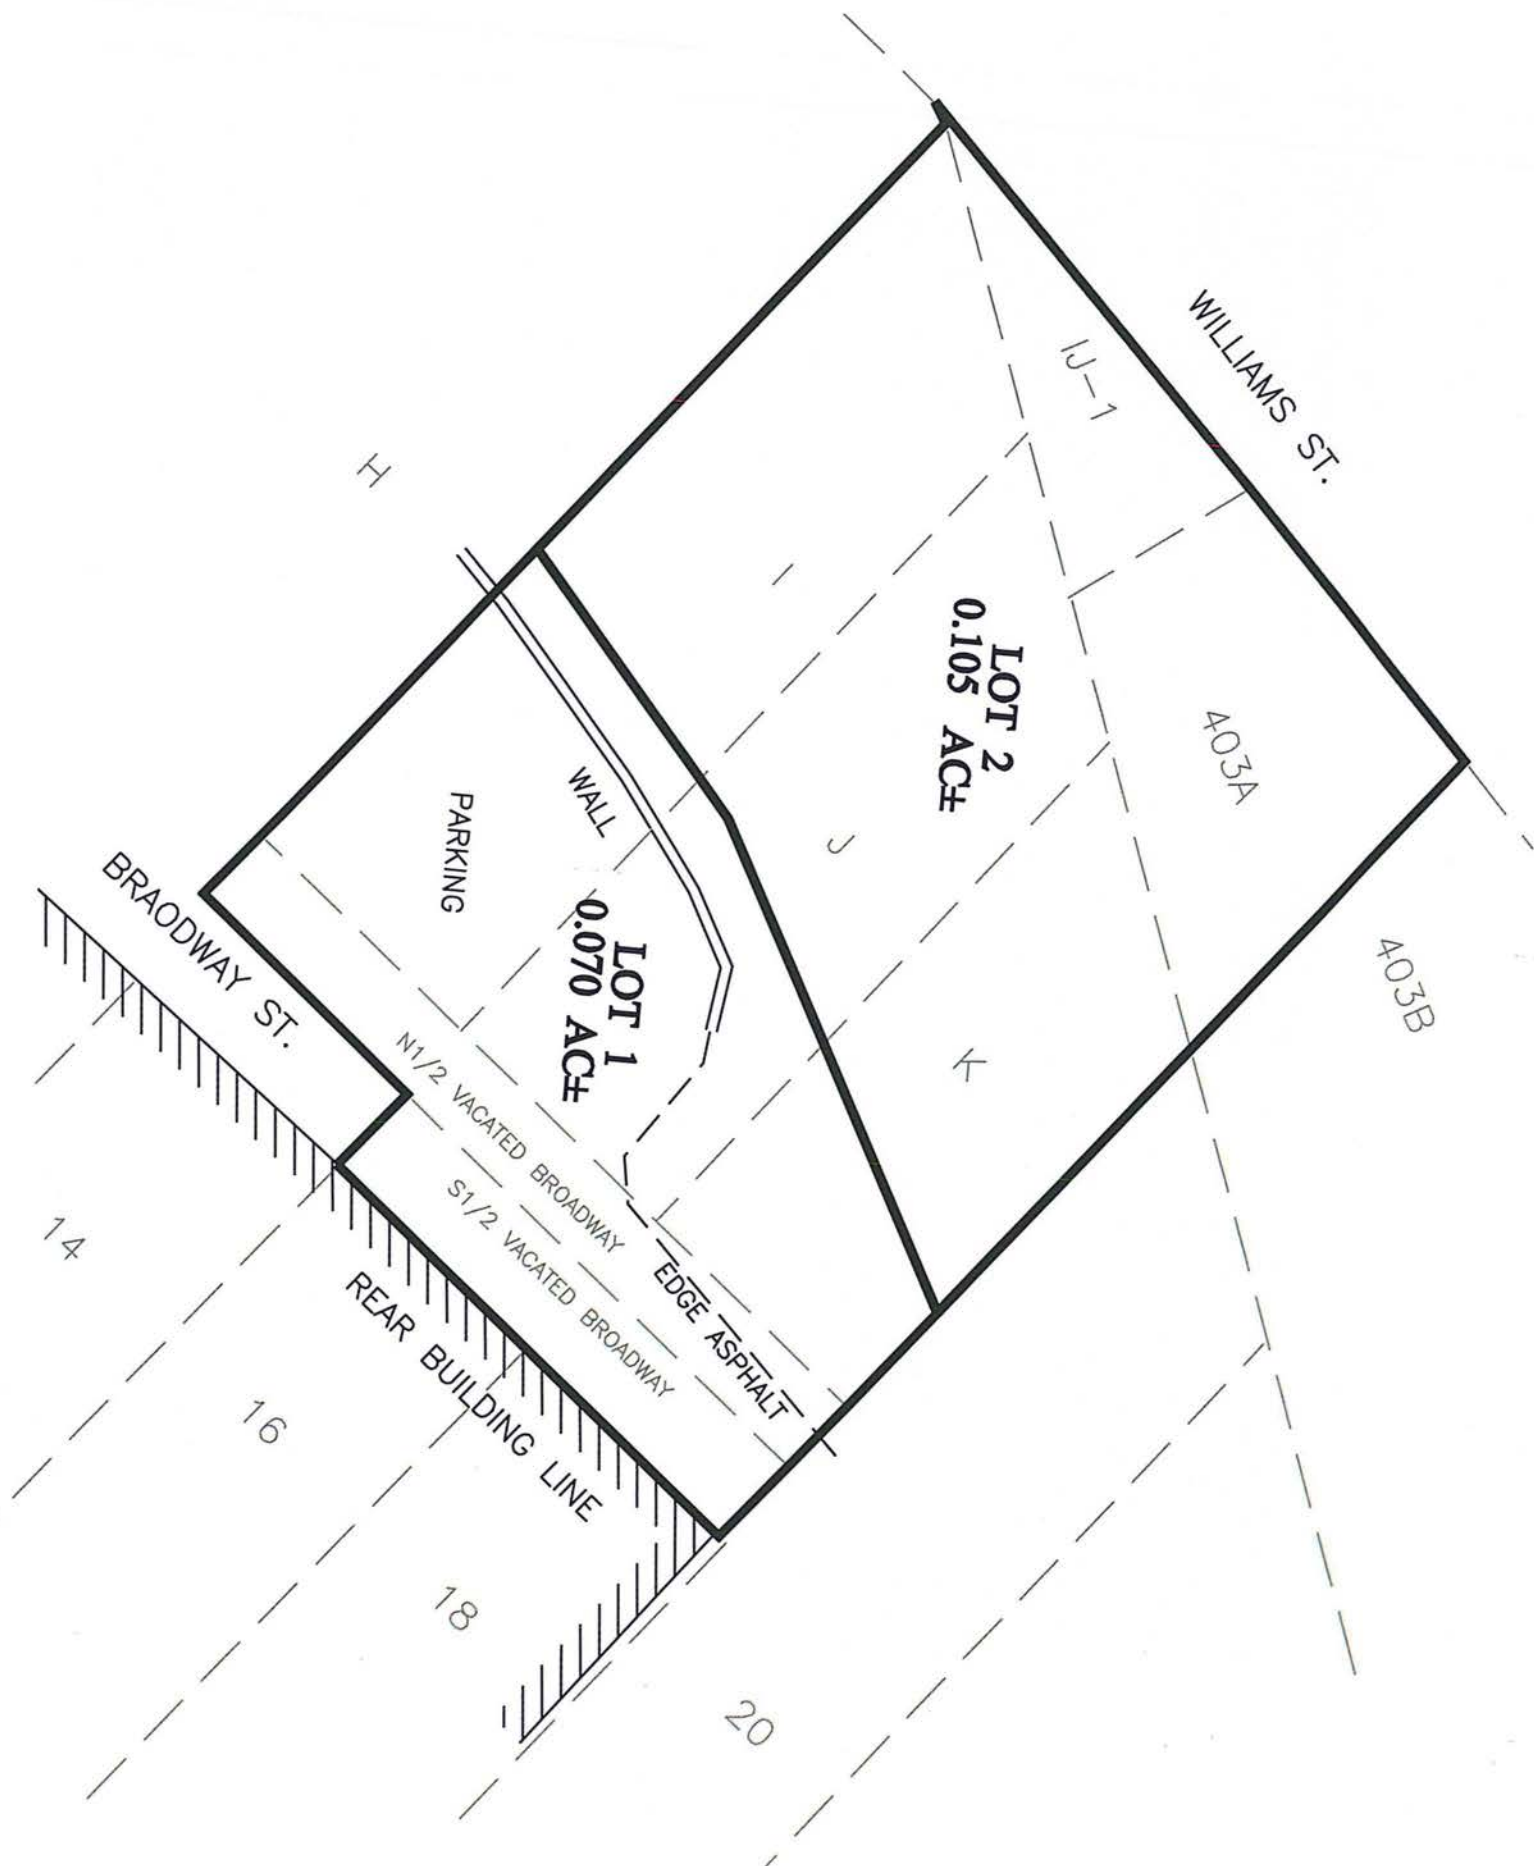 WILLIAMS ST.
IJ-1
H
I
LOT 2
0.105 AC±
403A
403B
J
K
WALL
PARKING
LOT 1
0.070 AC±
BRAODWAY ST.
N1/2 VACATED BROADWAY
S1/2 VACATED BROADWAY
EDGE ASPHALT
REAR BUILDING LINE
14
16
18
20